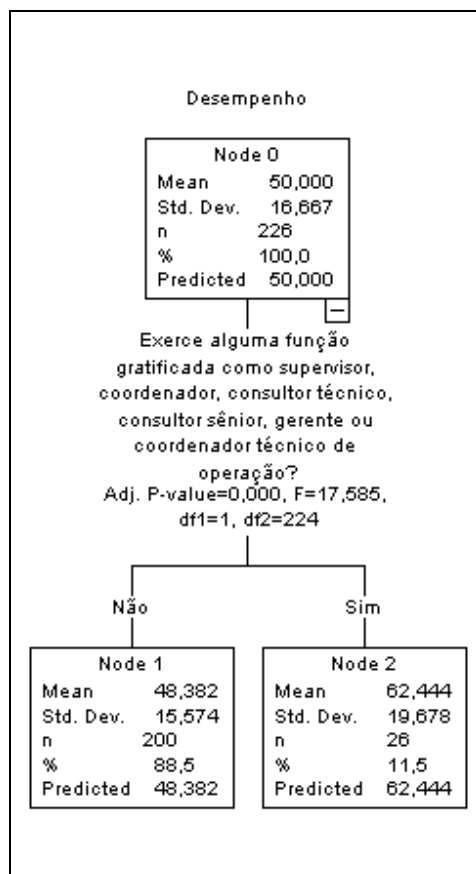 Desempenho
Node 0
Mean 50,000
Std. Dev. 16,667
n 226
% 100,0
Predicted 50,000
Exerce alguma função
gratificada como supervisor,
coordenador, consultor técnico,
consultor sênior, gerente ou
coordenador técnico de
operação?
Adj. P-value=0,000, F=17,585,
df1=1, df2=224
Não
Sim
Node 1
Mean 48,382
Std. Dev. 15,574
n 200
% 88,5
Predicted 48,382
Node 2
Mean 62,444
Std. Dev. 19,678
n 26
% 11,5
Predicted 62,444